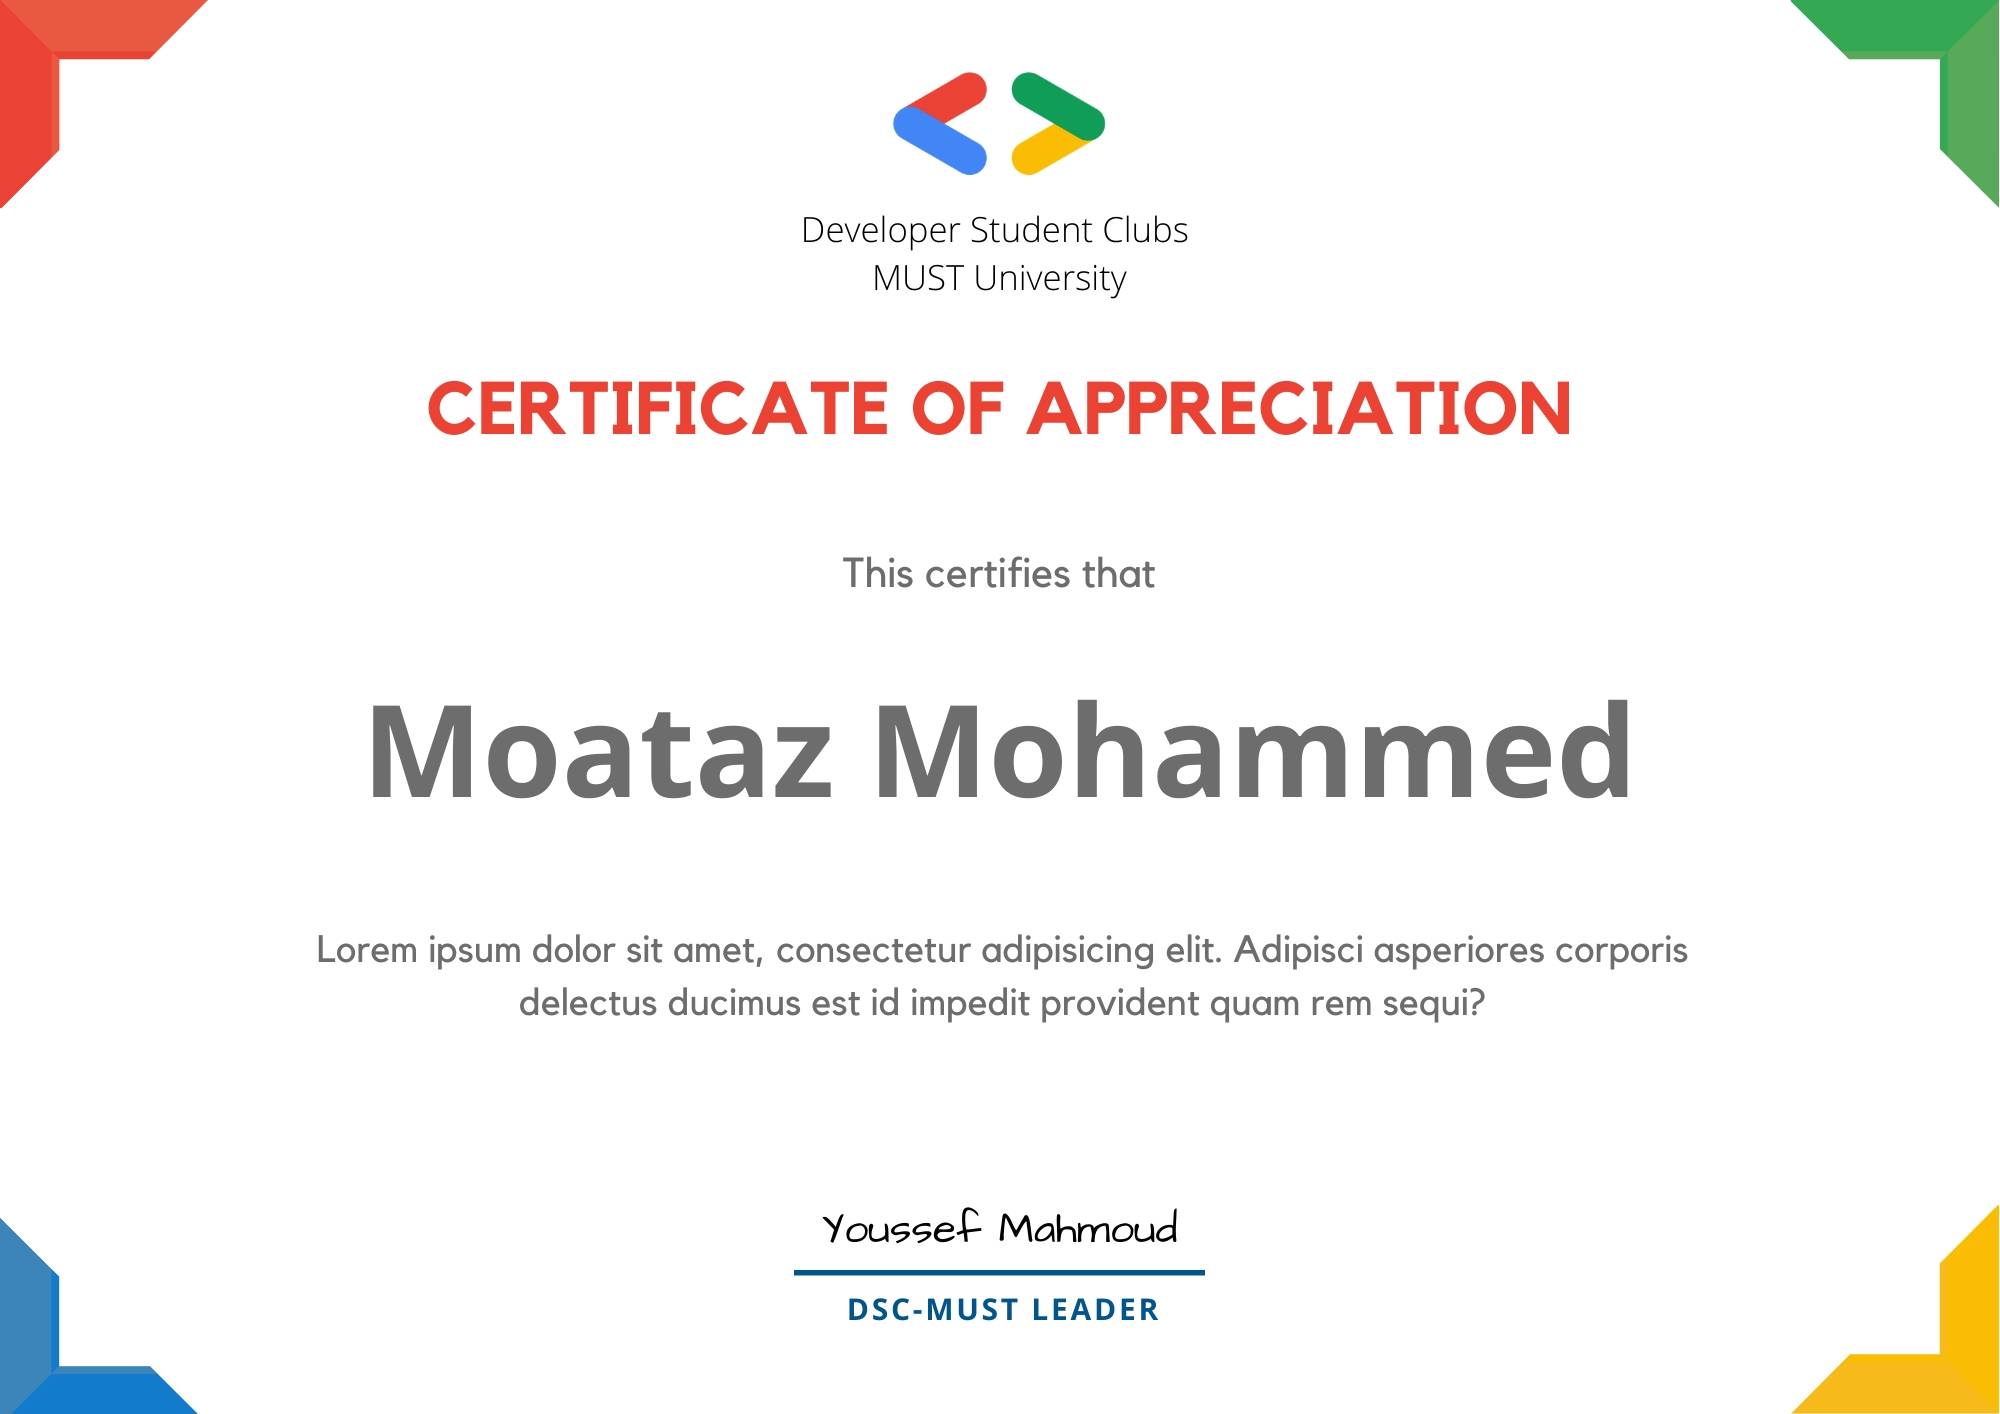 Developer Student Clubs
MUST University
CERTIFICATE OF APPRECIATION
This certifies that
Moataz Mohammed
Lorem ipsum dolor sit amet, consectetur adipisicing elit. Adipisci asperiores corporis
delectus ducimus est id impedit provident quam rem sequi?
Youssef Mahmoud
DSC-MUST LEADER